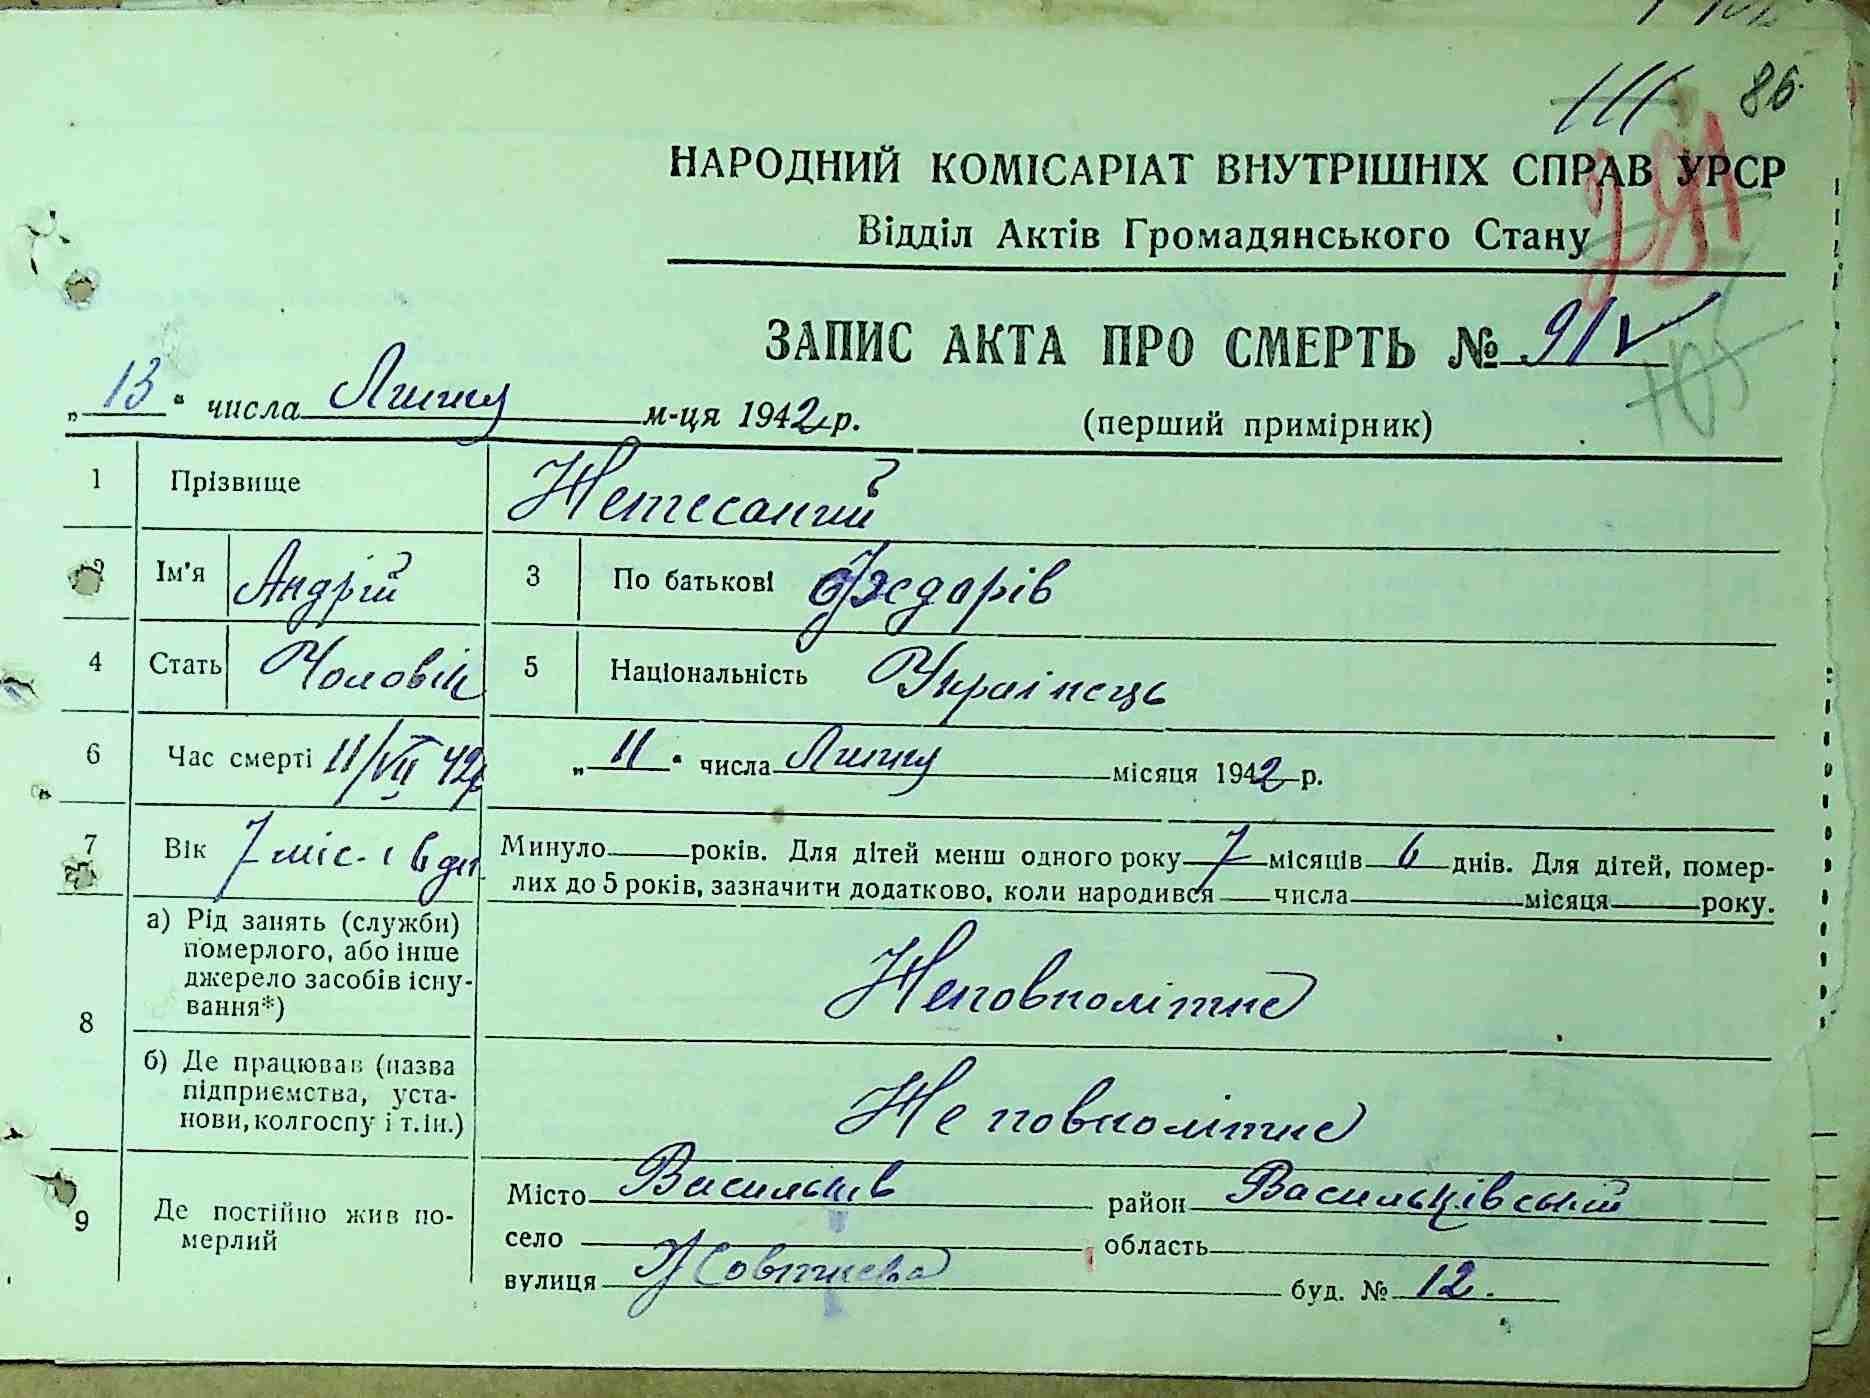 86.
291
НАРОДНИЙ КОМІСАРІАТ ВНУТРІШНІХ СПРАВ УРСР
Відділ Актів Громадянського Стану
ЗАПИС АКТА ПРО СМЕРТЬ № 91
„13“ числа Липня м-ця 1942 р. (перший примірник)
1 Прізвище Нетесаний
2 Ім'я Андрій 3 По батькові Федорів
4 Стать Чоловік 5 Національність Українець
6 Час смерті 11/VII 42р „11“ числа Липня місяця 1942 р.
7 Вік 7 міс. і 6 дн. Минуло років. Для дітей менш одного року 7 місяців 6 днів. Для дітей, помер-
лих до 5 років, зазначити додатково, коли народився числа місяця року.
8 а) Рід занять (служби)
померлого, або інше
джерело засобів існу-
вання*) Неповнолітнє
б) Де працював (назва
підприємства, уста-
нови, колгоспу і т.ін.) Не повнолітнє
9 Де постійно жив по-
мерлий
Місто Васильків район Васильківський
село область
вулиця буд. № 12.